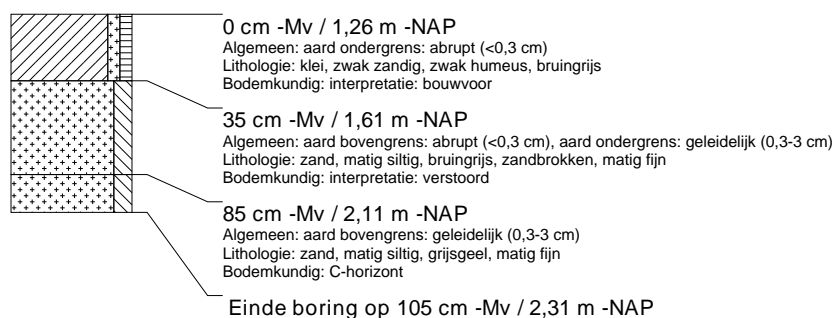 0 cm -Mv / 1,26 m -NAP
Algemeen: aard ondergrens: abrupt (<0,3 cm)
Lithologie: klei, zwak zandig, zwak humeus, bruingrijs
Bodemkundig: interpretatie: bouwvoor
35 cm -Mv / 1,61 m -NAP
Algemeen: aard bovengrens: abrupt (<0,3 cm), aard ondergrens: geleidelijk (0,3-3 cm)
Lithologie: zand, matig siltig, bruingrijs, zandbrokken, matig fijn
Bodemkundig: interpretatie: verstoord
85 cm -Mv / 2,11 m -NAP
Algemeen: aard bovengrens: geleidelijk (0,3-3 cm)
Lithologie: zand, matig siltig, grijsgeel, matig fijn
Bodemkundig: C-horizont
Einde boring op 105 cm -Mv / 2,31 m -NAP